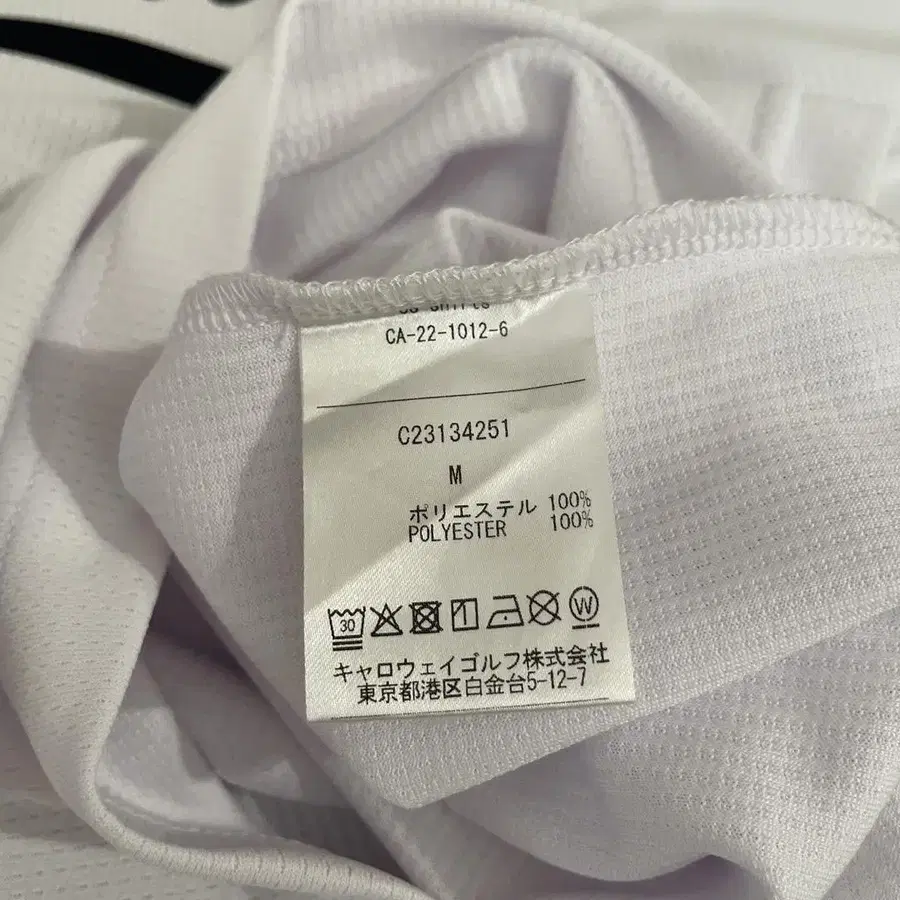 CA-22-1012-6
C23134251
M
ポリエステル 100%
POLYESTER 100%
30
W
キャロウェイゴルフ株式会社
東京都港区白金台5-12-7